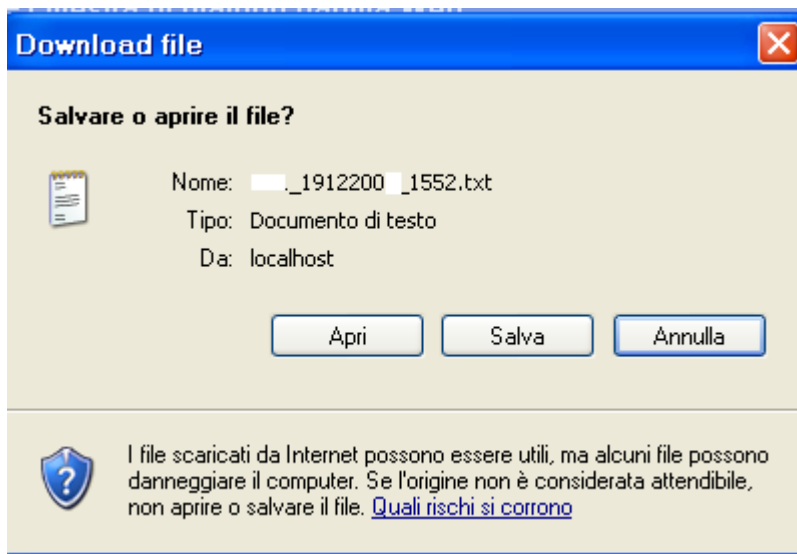 Download file
Salvare o aprire il file?
Nome: ._1912200 _1552.txt
Tipo: Documento di testo
Da: localhost
Apri Salva Annulla
I file scaricati da Internet possono essere utili, ma alcuni file possono
danneggiare il computer. Se l'origine non è considerata attendibile,
non aprire o salvare il file. Quali rischi si corrono